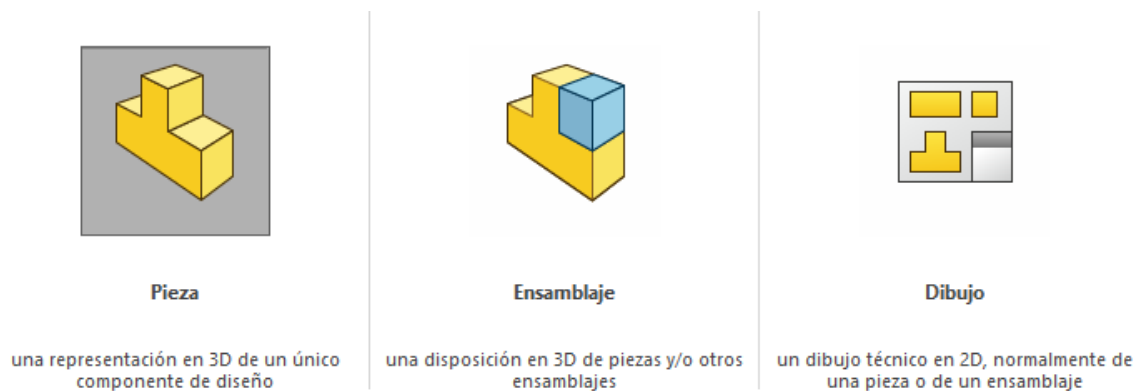 Pieza
una representación en 3D de un único
componente de diseño
Ensamblaje
una disposición en 3D de piezas y/o otros
ensamblajes
Dibujo
un dibujo técnico en 2D, normalmente de
una pieza o de un ensamblaje